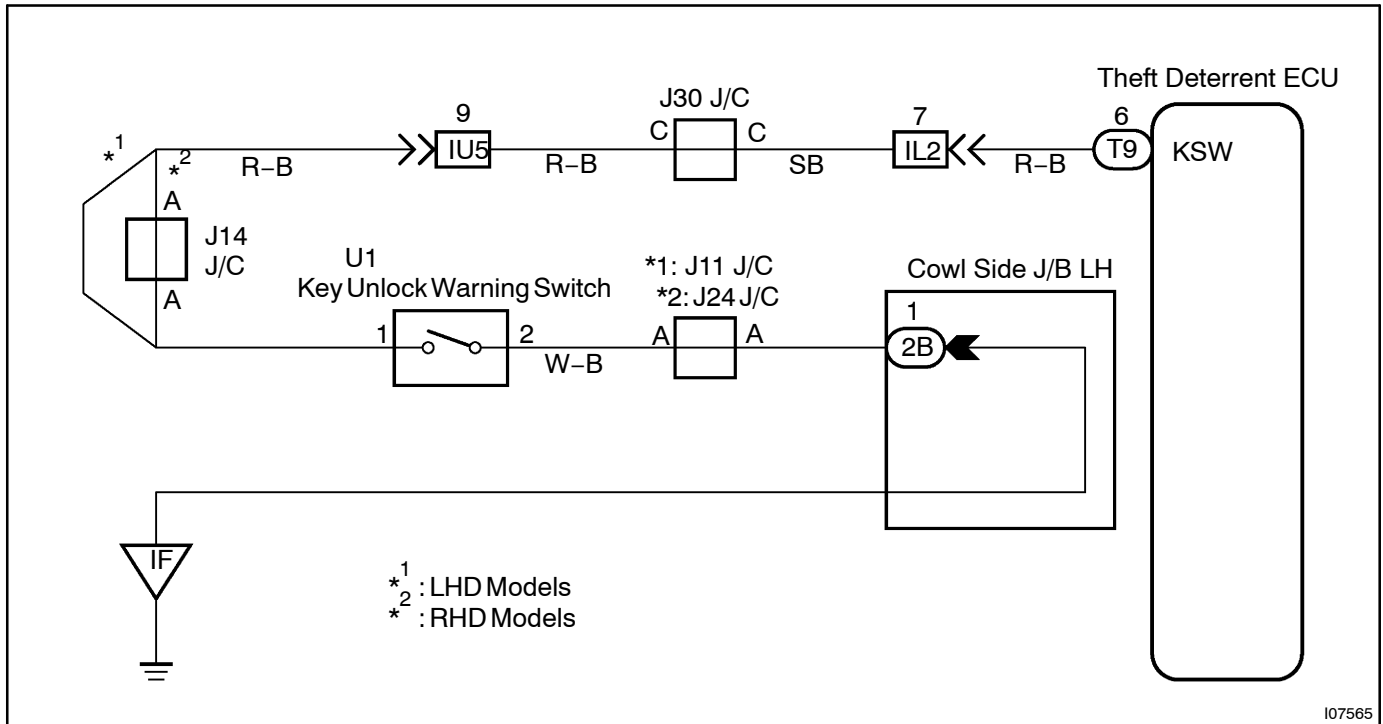 Theft Deterrent ECU
J30 J/C
9
7
6
*1
*2
IU5
C
C
IL2
T9
KSW
R–B
R–B
SB
R–B
A
J14
J/C
A
U1
Key Unlock Warning Switch
*1: J11 J/C
*2: J24 J/C
Cowl Side J/B LH
1
1
2
A
A
2B
W–B
IF
*1 : LHD Models
*2 : RHD Models
I07565